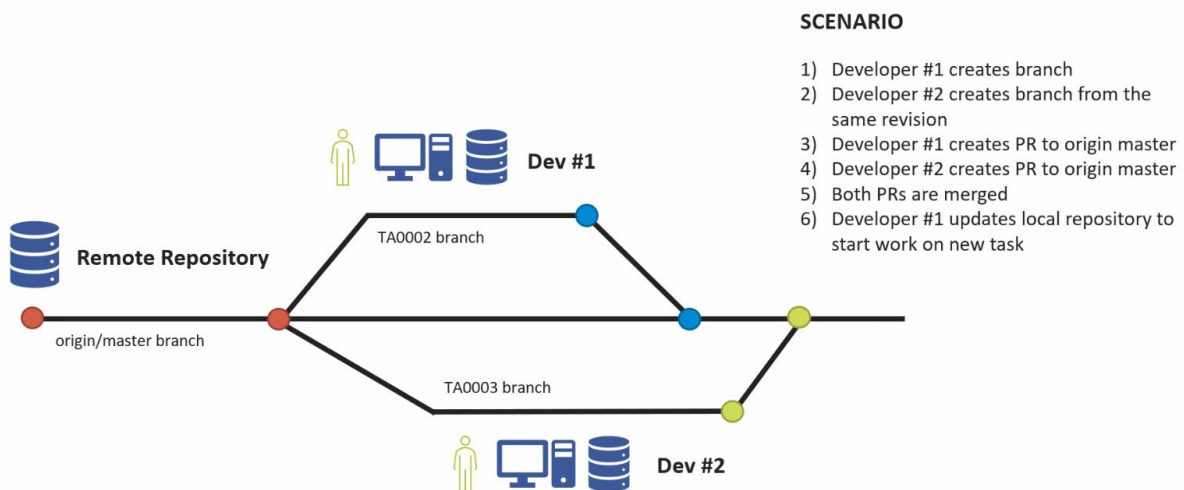 SCENARIO
1) Developer #1 creates branch
2) Developer #2 creates branch from the
same revision
3) Developer #1 creates PR to origin master
4) Developer #2 creates PR to origin master
5) Both PRs are merged
6) Developer #1 updates local repository to
start work on new task
Dev #1
TA0002 branch
Remote Repository
origin/master branch
TA0003 branch
Dev #2